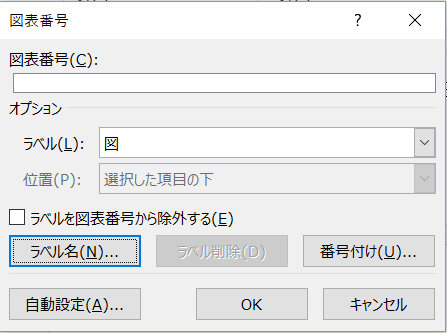 図表番号 ? ×
図表番号(C):
オプション
ラベル(L): 図
位置(P): 選択した項目の下
ラベルを図表番号から除外する(E)
ラベル名(N)... ラベル削除(D) 番号付け(U)...
自動設定(A)... OK キャンセル